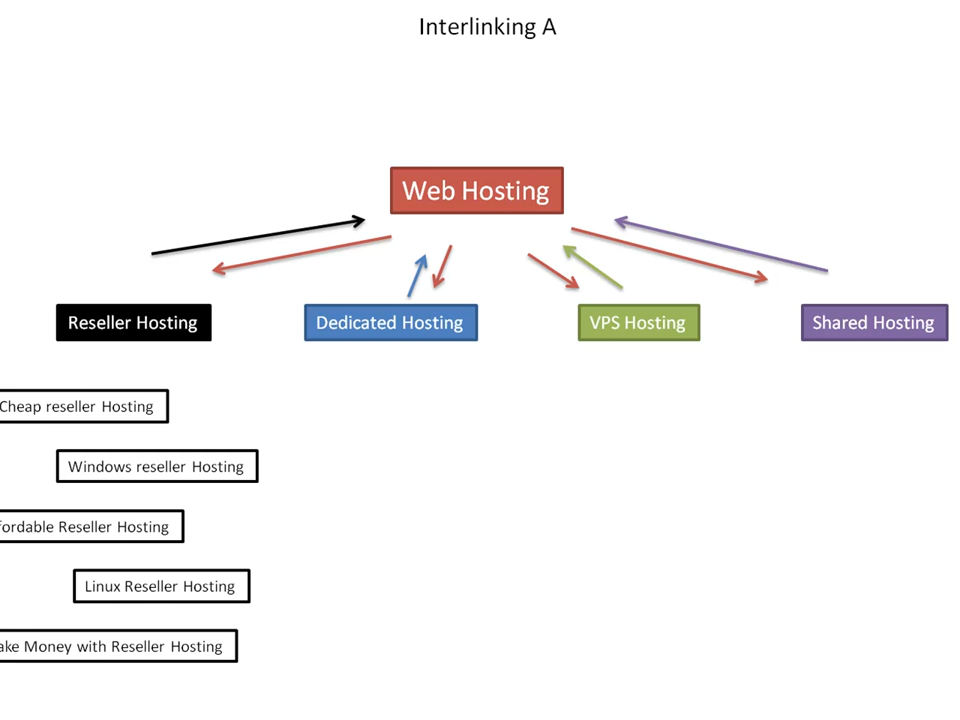 Interlinking A
Web Hosting
Reseller Hosting
Dedicated Hosting
VPS Hosting
Shared Hosting
Cheap reseller Hosting
Windows reseller Hosting
fordable Reseller Hosting
Linux Reseller Hosting
ake Money with Reseller Hosting